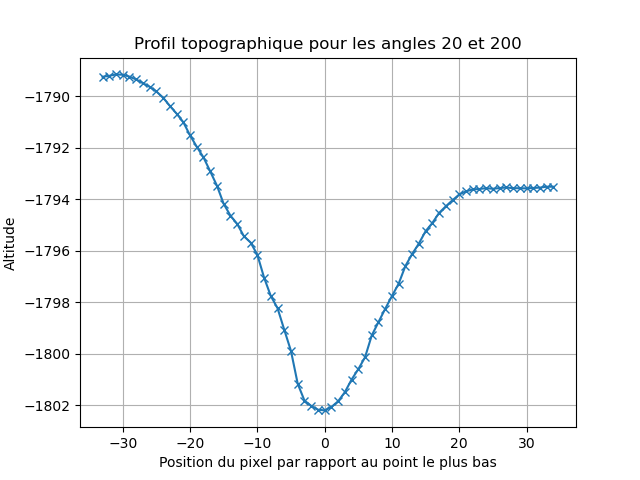 Profil topographique pour les angles 20 et 200
Altitude
−1790
−1792
−1794
−1796
−1798
−1800
−1802
−30 −20 −10 0 10 20 30
Position du pixel par rapport au point le plus bas